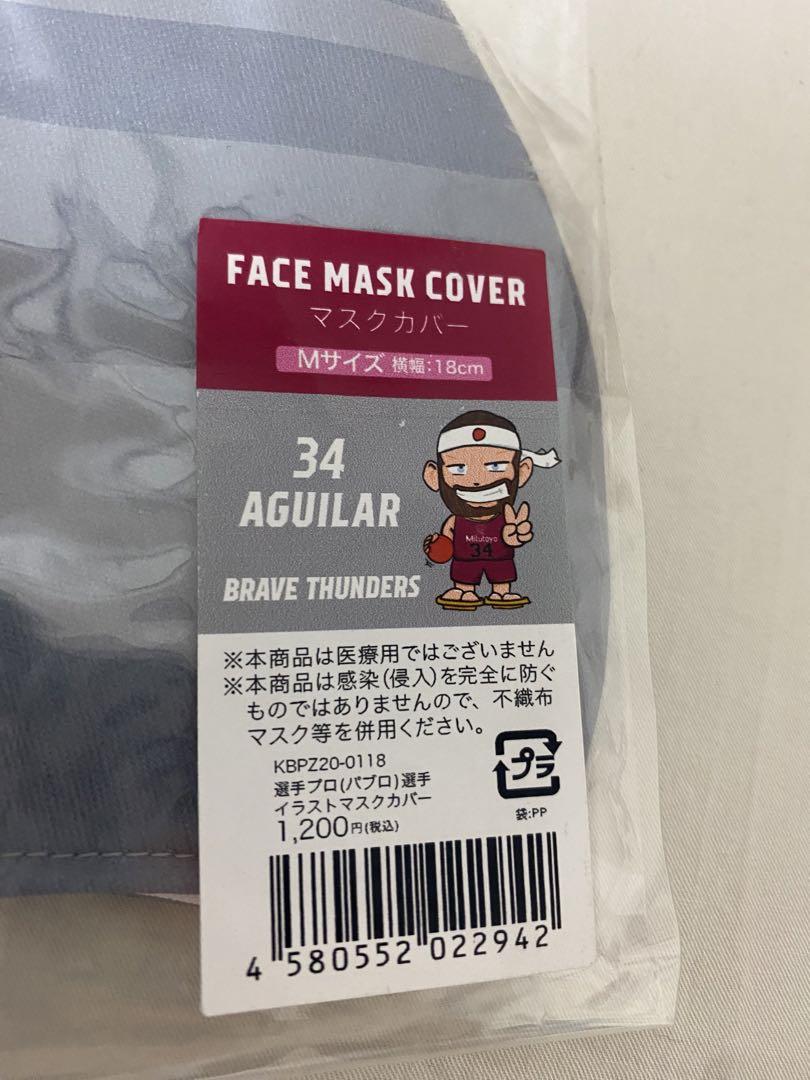 FACE MASK COVER
マスクカバー
Mサイズ 横幅:18cm
34
AGUILAR
BRAVE THUNDERS
Mitutoyo
34
※本商品は医療用ではございません
※本商品は感染(侵入)を完全に防ぐ
ものではありませんので、不織布
マスク等を併用ください。
KBPZ20-0118
選手プロ(パブロ)選手
イラストマスクカバー
1,200円(税込)
プラ
袋:PP
4 580552 022942